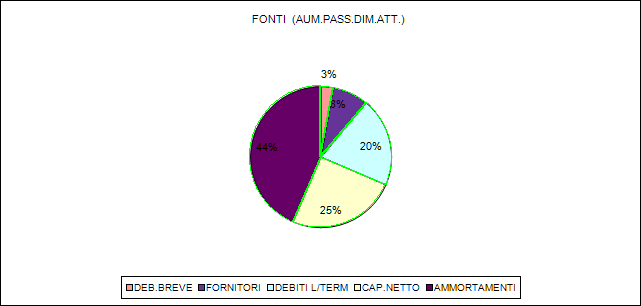 FONTI (AUM.PASS.DIM.ATT.)
3%
8%
20%
44%
25%
DEB.BREVE FORNITORI DEBITI L/TERM CAP.NETTO AMMORTAMENTI